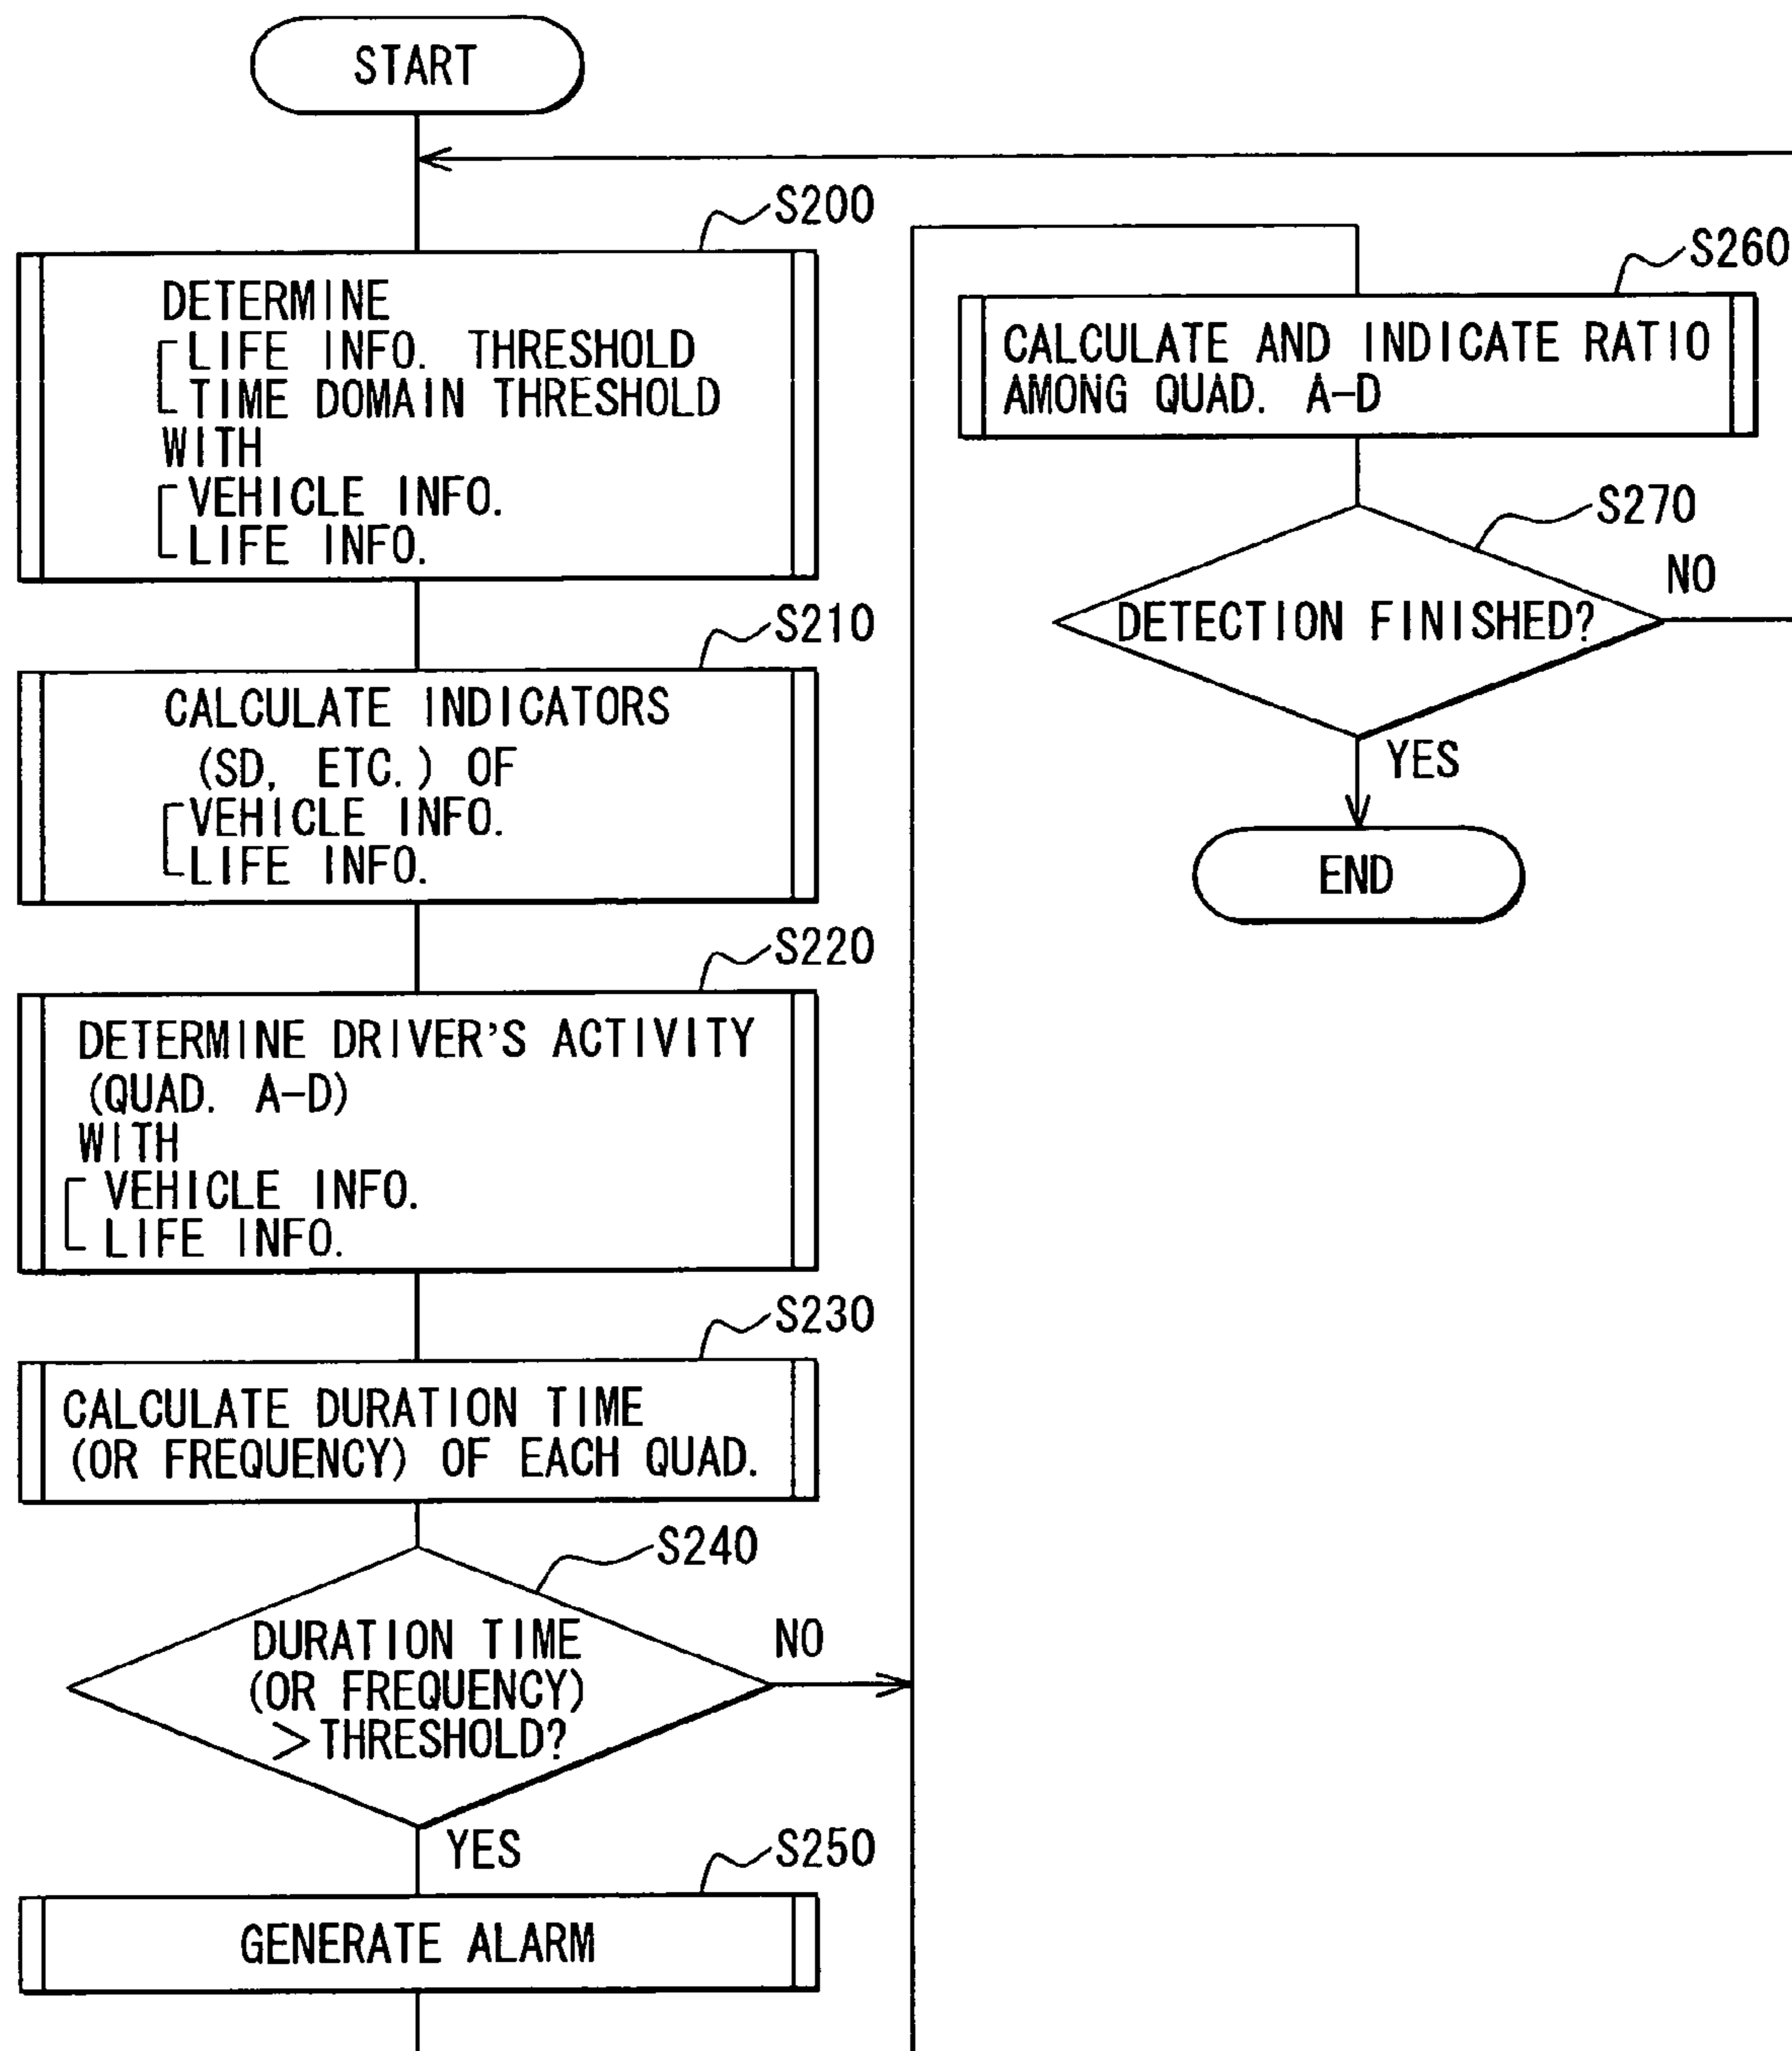 START
S200
DETERMINE
LIFE INFO. THRESHOLD
TIME DOMAIN THRESHOLD
WITH
VEHICLE INFO.
LIFE INFO.
S210
CALCULATE INDICATORS
(SD, ETC.) OF
VEHICLE INFO.
LIFE INFO.
S220
DETERMINE DRIVER'S ACTIVITY
(QUAD. A-D)
WITH
VEHICLE INFO.
LIFE INFO.
S230
CALCULATE DURATION TIME
(OR FREQUENCY) OF EACH QUAD.
S240
DURATION TIME
(OR FREQUENCY)
>THRESHOLD?
NO
YES
S250
GENERATE ALARM
S260
CALCULATE AND INDICATE RATIO
AMONG QUAD. A-D
S270
DETECTION FINISHED?
NO
YES
END